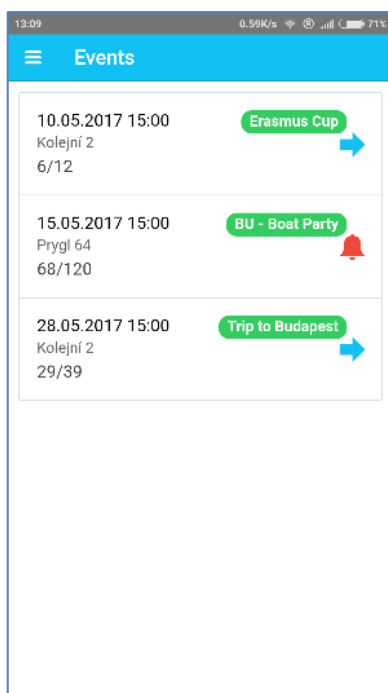 13:09 0.59K/s ® 71%
Events
10.05.2017 15:00 Erasmus Cup
Kolejní 2
6/12
15.05.2017 15:00 BU - Boat Party
Prygl 64
68/120
28.05.2017 15:00 Trip to Budapest
Kolejní 2
29/39